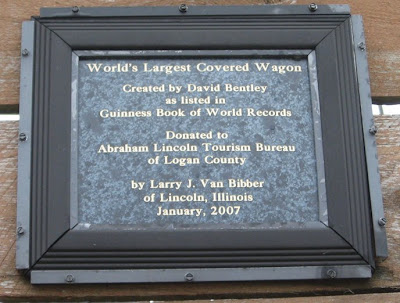 World's Largest Covered Wagon
Created by David Bentley
as listed in
Guinness Book of World Records
Donated to
Abraham Lincoln Tourism Bureau
of Logan County
by Larry J. Van Bibber
of Lincoln, Illinois
January, 2007